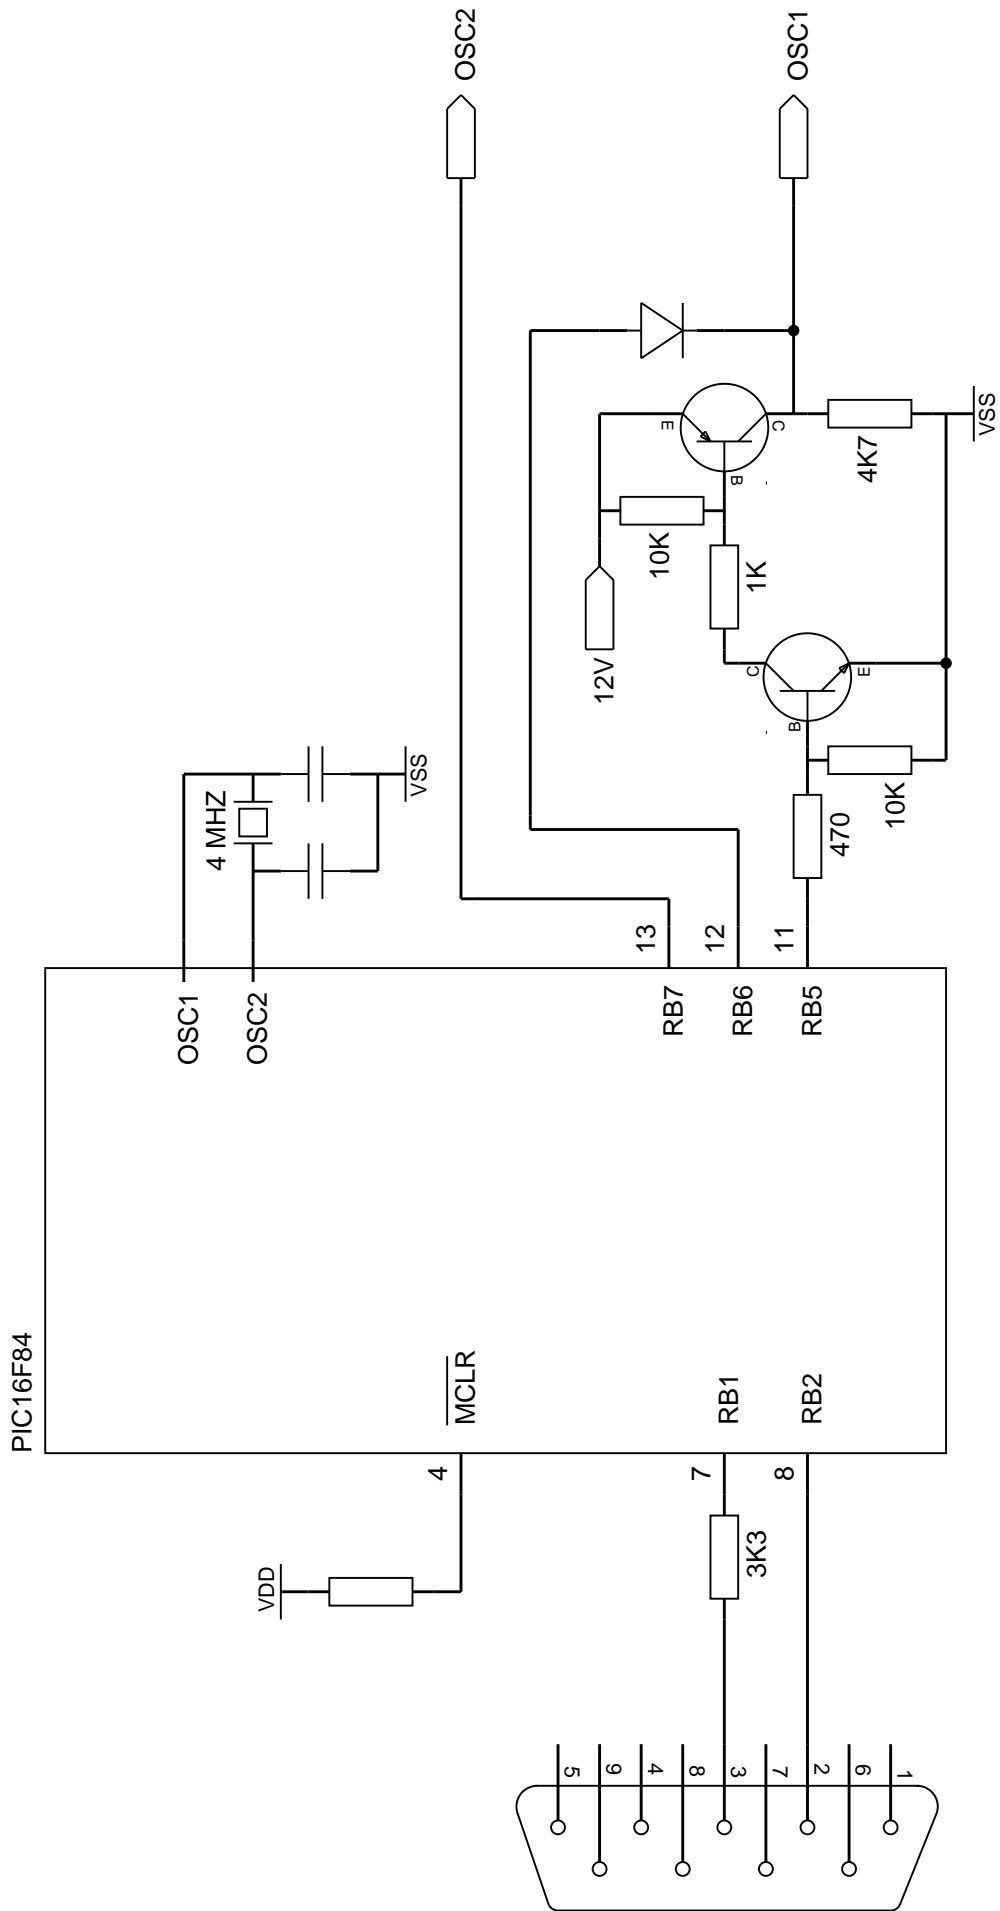 OSC2
OSC1
E
C
B
4K7
VSS
10K
1K
12V
C
E
B
10K
470
4 MHZ
VSS
13
12
11
OSC1
OSC2
RB7
RB6
RB5
PIC16F84
MCLR
RB1
RB2
4
7
8
VDD
3K3
5
9
4
8
3
7
2
6
1